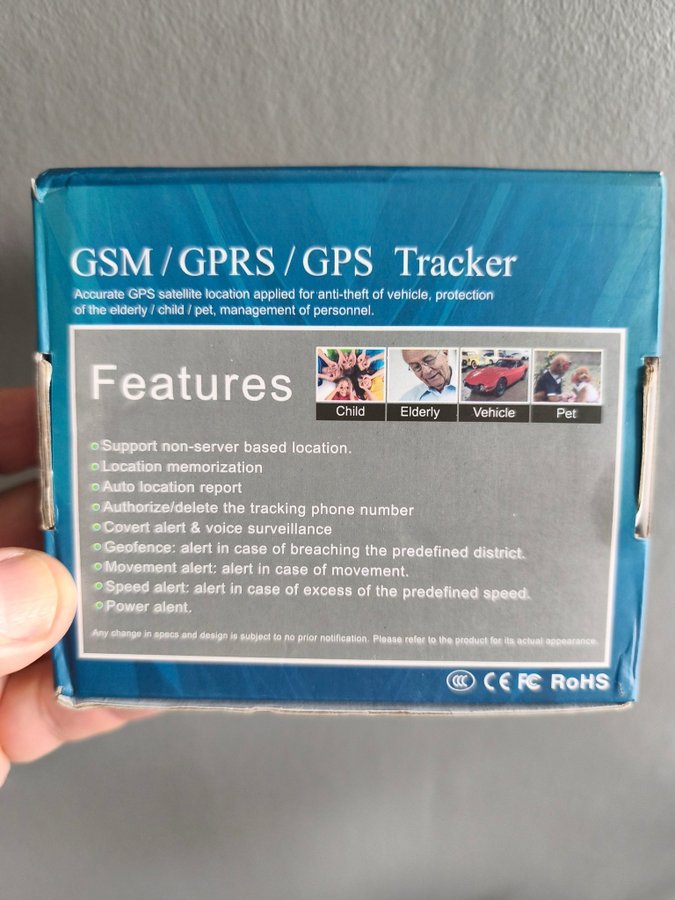 GSM / GPRS / GPS Tracker
Accurate GPS satellite location applied for anti-theft of vehicle, protection
of the elderly / child / pet, management of personnel.
Features
Child Elderly Vehicle Pet
Support non-server based location.
Location memorization
Auto location report
Authorize/delete the tracking phone number
Covert alert & voice surveillance
Geofence: alert in case of breaching the predefined district.
Movement alert: alert in case of movement.
Speed alert: alert in case of excess of the predefined speed.
Power alent.
Any change in specs and design is subject to no prior notification. Please refer to the product for its actual appearance.
CCC CE FC RoHS